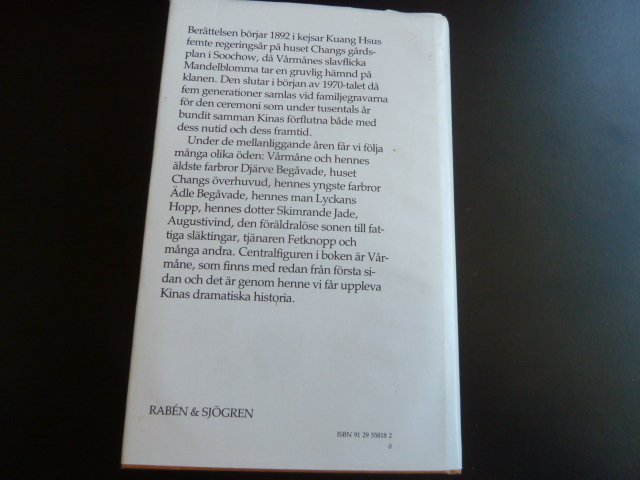 Berättelsen börjar 1892 i kejsar Kuang Hsus
femte regeringsår på huset Changs gårds-
plan i Soochow, då Vårmånes slavflicka
Mandelblomma tar en gruvlig hämnd på
klanen. Den slutar i början av 1970-talet då
fem generationer samlas vid familjegravarna
för den ceremoni som under tusentals år
bundit samman Kinas förflutna både med
dess nutid och dess framtid.
Under de mellanliggande åren får vi följa
många olika öden: Vårmåne och hennes
äldste farbror Djärve Begåvade, huset
Changs överhuvud, hennes yngste farbror
Ädle Begåvade, hennes man Lyckans
Hopp, hennes dotter Skimrande Jade,
Augustivind, den föräldralöse sonen till fat-
tiga släktingar, tjänaren Fetknopp och
många andra. Centralfiguren i boken är Vår-
måne, som finns med redan från första si-
dan och det är genom henne vi får uppleva
Kinas dramatiska historia.
RABÉN & SJÖGREN
ISBN 91 29 55818 2
0